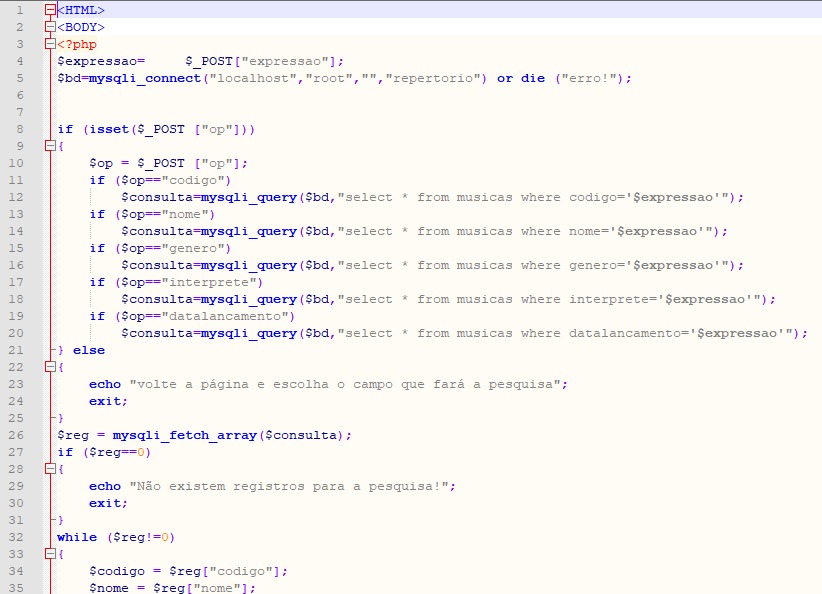 1 <HTML>
2 <BODY>
3 <?php
4 $expressao=     $_POST["expressao"];
5 $bd=mysqli_connect("localhost","root","","repertorio") or die ("erro!");
6
7
8 if (isset($_POST ["op"]))
9 {
10     $op = $_POST ["op"];
11     if ($op=="codigo")
12         $consulta=mysqli_query($bd,"select * from musicas where codigo='$expressao'");
13     if ($op=="nome")
14         $consulta=mysqli_query($bd,"select * from musicas where nome='$expressao'");
15     if ($op=="genero")
16         $consulta=mysqli_query($bd,"select * from musicas where genero='$expressao'");
17     if ($op=="interprete")
18         $consulta=mysqli_query($bd,"select * from musicas where interprete='$expressao'");
19     if ($op=="datalancamento")
20         $consulta=mysqli_query($bd,"select * from musicas where datalancamento='$expressao'");
21 } else
22 {
23     echo "volte a página e escolha o campo que fará a pesquisa";
24     exit;
25 }
26 $reg = mysqli_fetch_array($consulta);
27 if ($reg==0)
28 {
29     echo "Não existem registros para a pesquisa!";
30     exit;
31 }
32 while ($reg!=0)
33 {
34     $codigo = $reg["codigo"];
35     $nome = $reg["nome"];